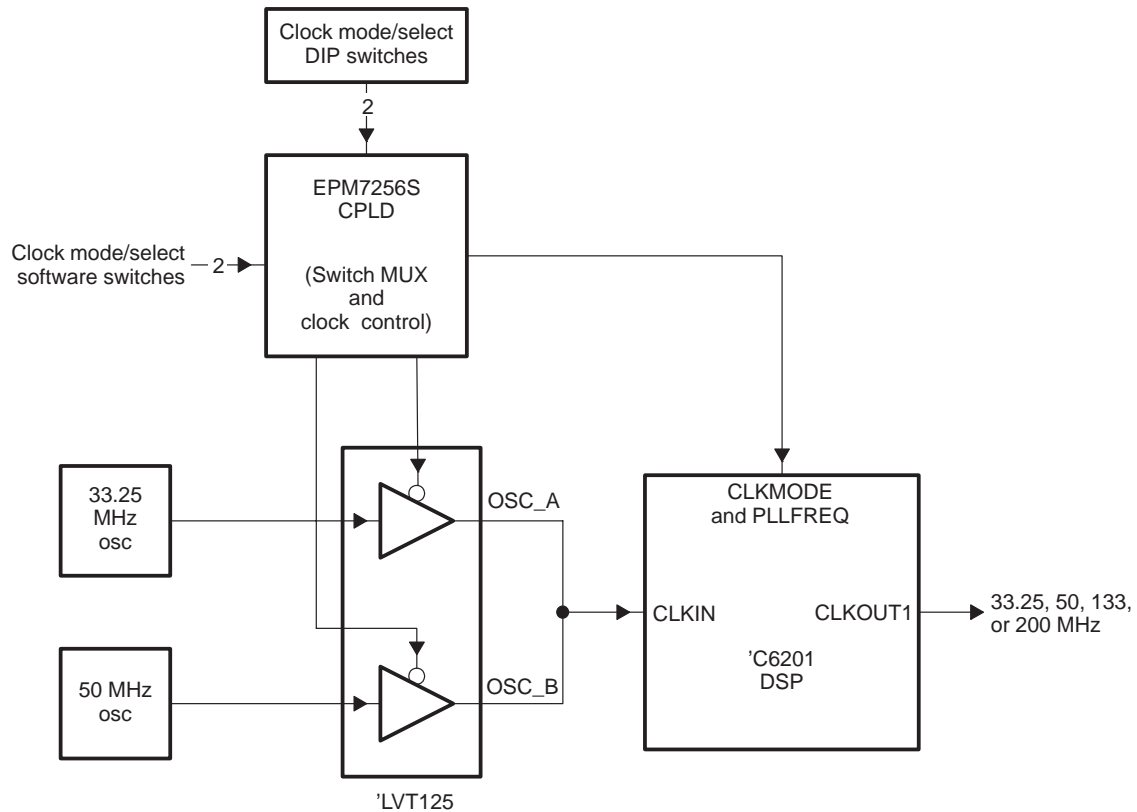 Clock mode/select
DIP switches
2
EPM7256S
CPLD
Clock mode/select
software switches
2
(Switch MUX
and
clock control)
33.25
MHz
osc
OSC_A
CLKMODE
and PLLFREQ
CLKIN
CLKOUT1
33.25, 50, 133,
or 200 MHz
'C6201
DSP
50 MHz
osc
OSC_B
'LVT125